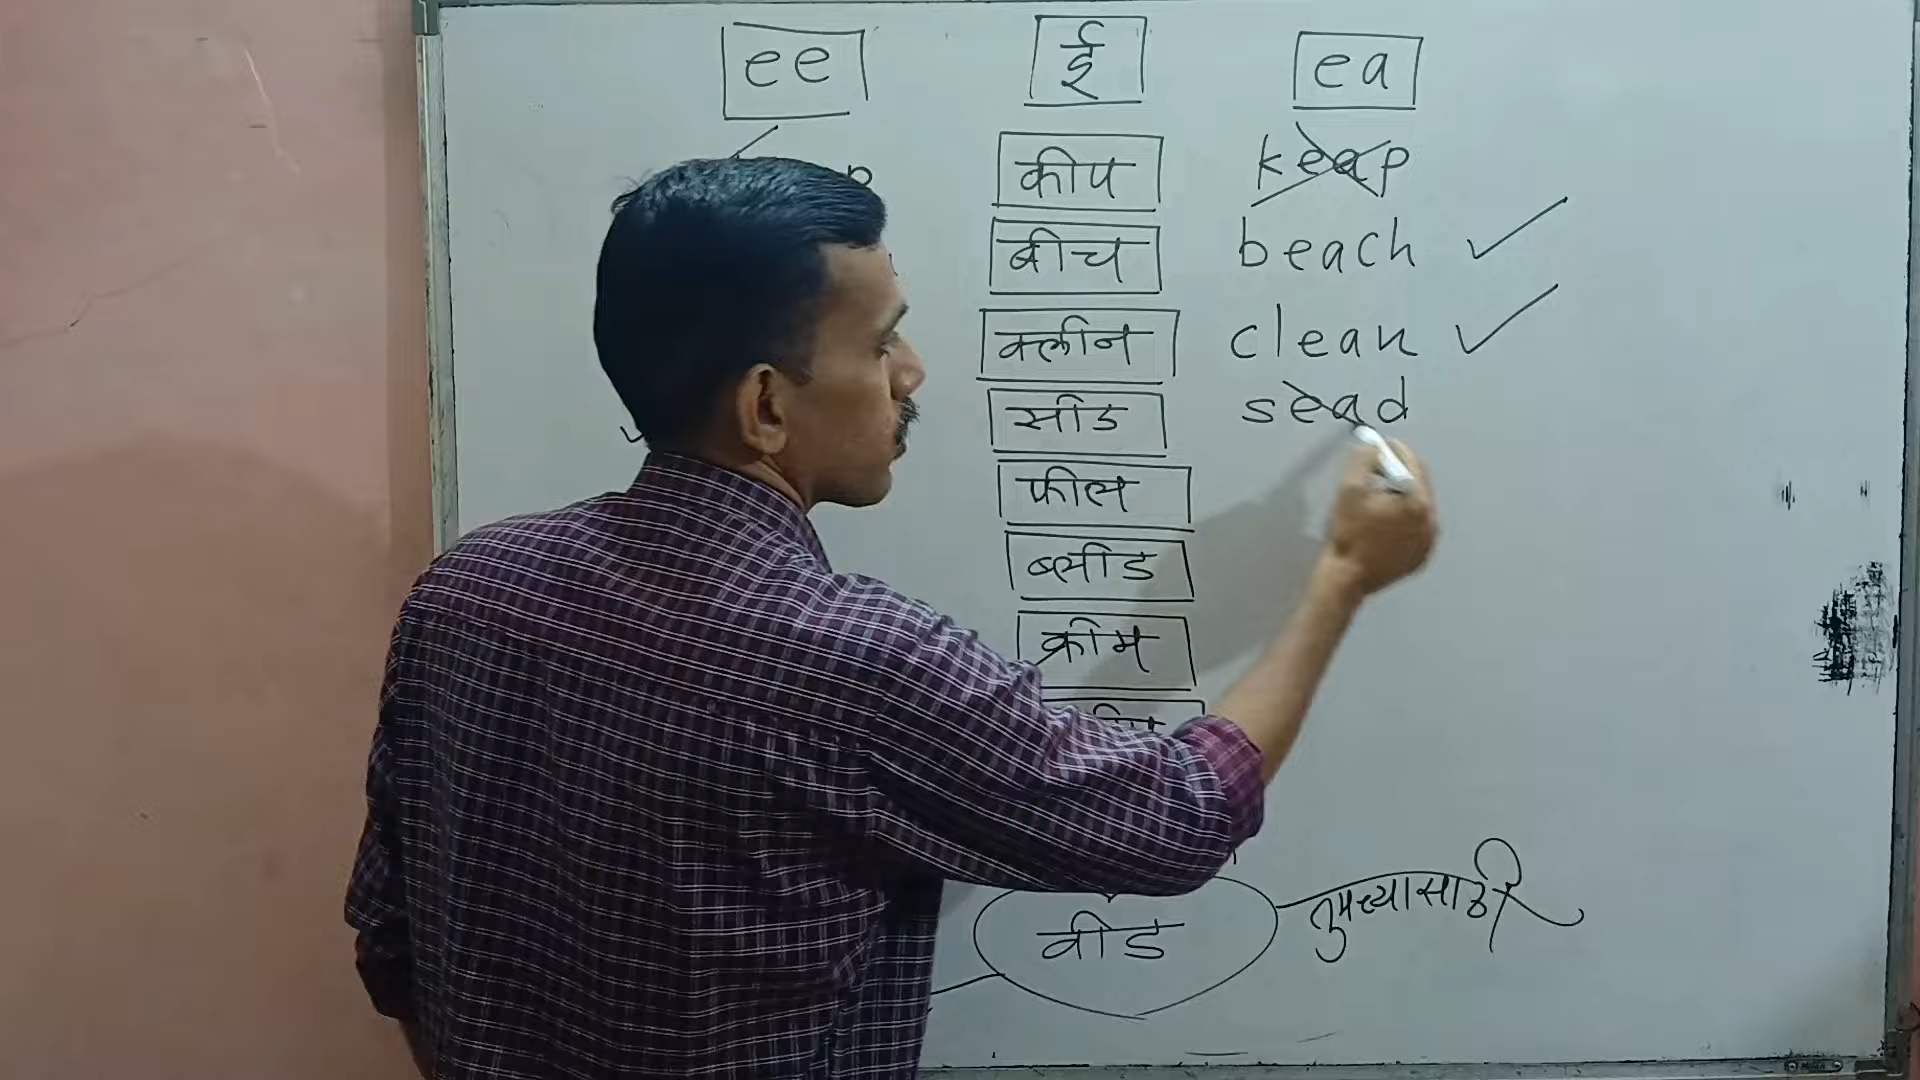 ee ई ea
कीप keap
बीच beach
क्लीन clean
सीड sead
फील
ब्लीड
क्रीम
वीड तुमच्यासाठी